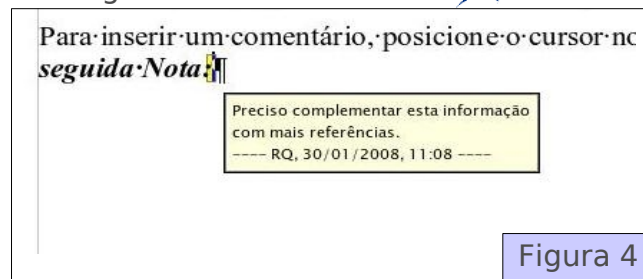 Para·inserir·um·comentário,·posicione·o·cursor·no
seguida·Nota:¶
Preciso complementar esta informação
com mais referências.
---- RQ, 30/01/2008, 11:08 ----
Figura 4